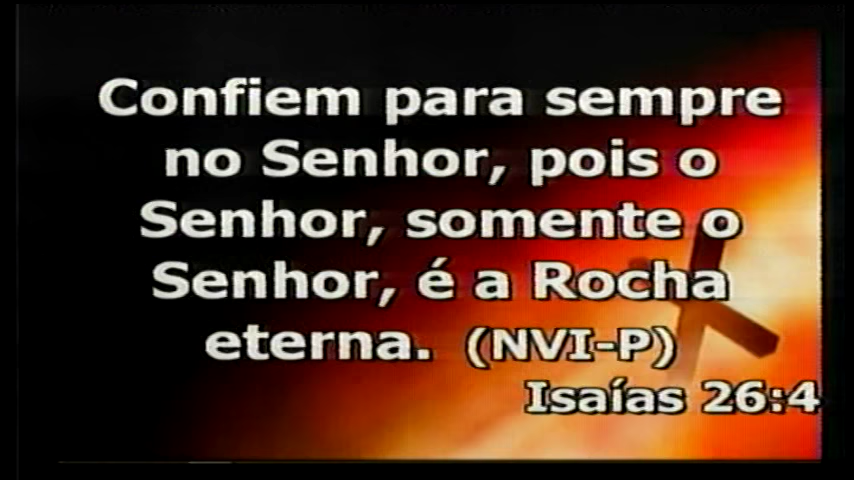 Confiem para sempre
no Senhor, pois o
Senhor, somente o
Senhor, é a Rocha
eterna. (NVI-P)
Isaías 26:4